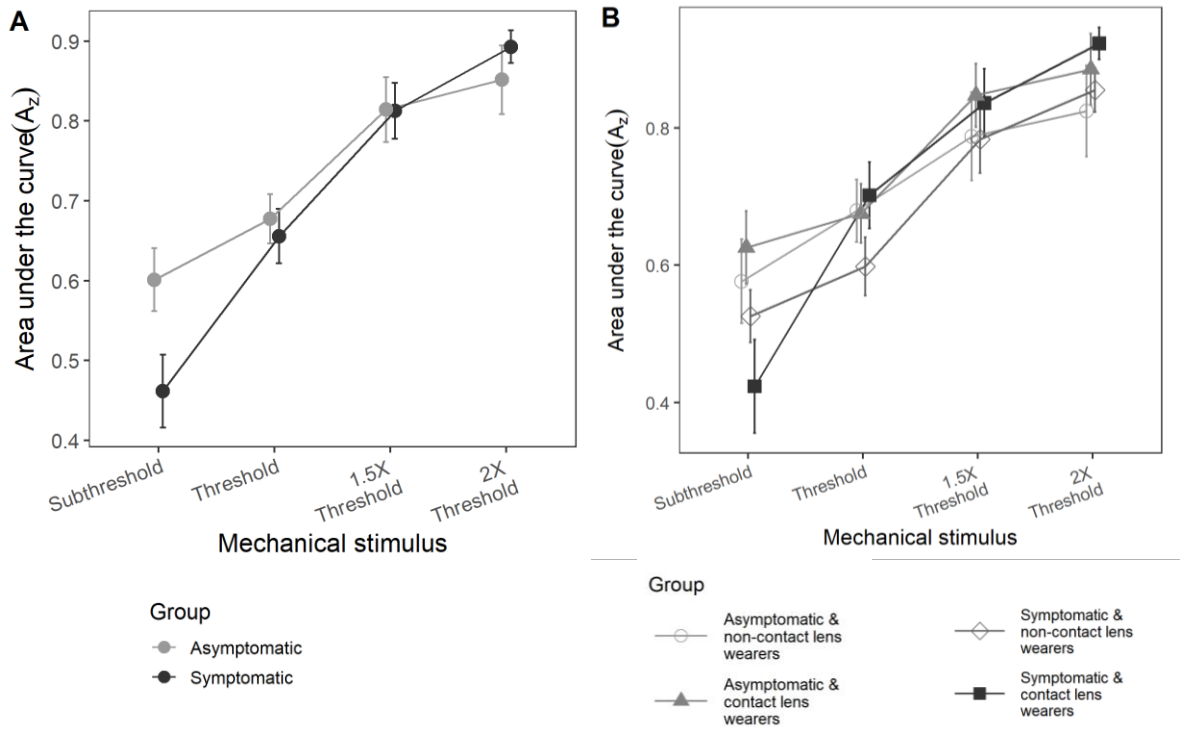 A
Area under the curve(Az)
0.9
0.8
0.7
0.6
0.5
0.4
Subthreshold
Threshold
1.5X
Threshold
2X
Threshold
Mechanical stimulus
Group
Asymptomatic
Symptomatic
B
Area under the curve(Az)
0.8
0.6
0.4
Subthreshold
Threshold
1.5X
Threshold
2X
Threshold
Mechanical stimulus
Group
Asymptomatic &
non-contact lens
wearers
Asymptomatic &
contact lens
wearers
Symptomatic &
non-contact lens
wearers
Symptomatic &
contact lens
wearers